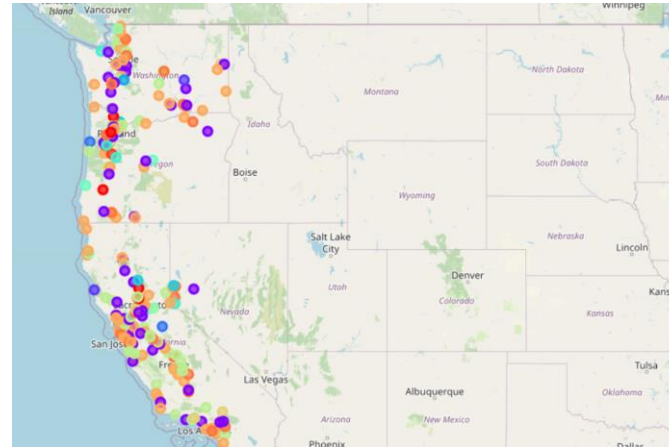 Island
Vancouver
Winnipeg
Washington
North Dakota
Montana
Idaho
South Dakota
Boise
Wyoming
Nebraska
Salt Lake
City
Lincoln
Denver
Utah
Colorado
Nevada
Kansas
San Jose
Las Vegas
Tulsa
Albuquerque
Oklahoma
Arizona
New Mexico
Los A
Phoenix
Dallas